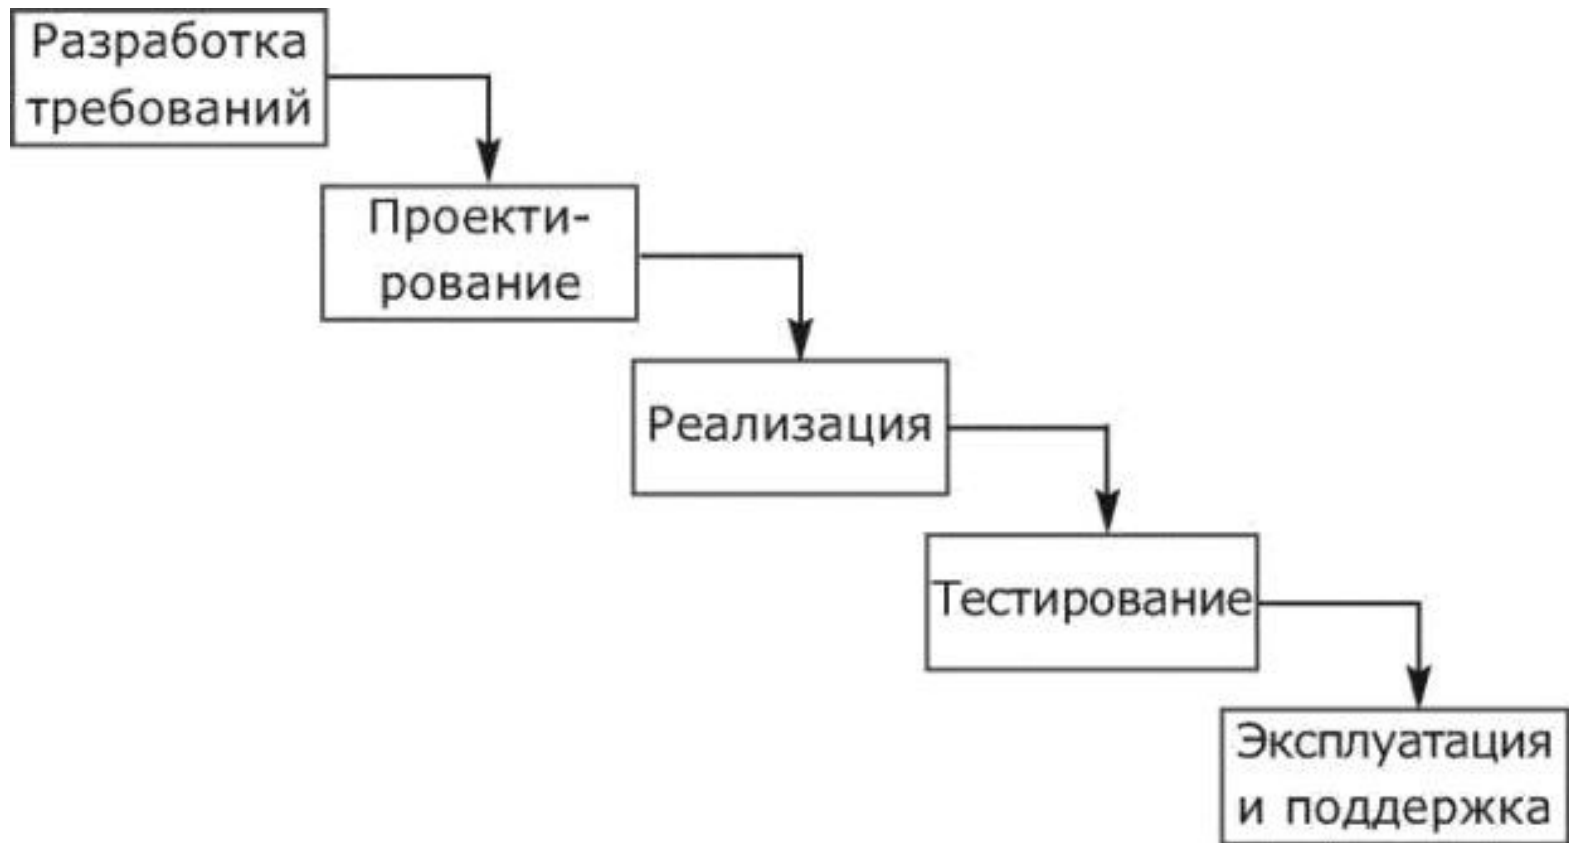 Разработка
требований
Проекти-
рование
Реализация
Тестирование
Эксплуатация
и поддержка